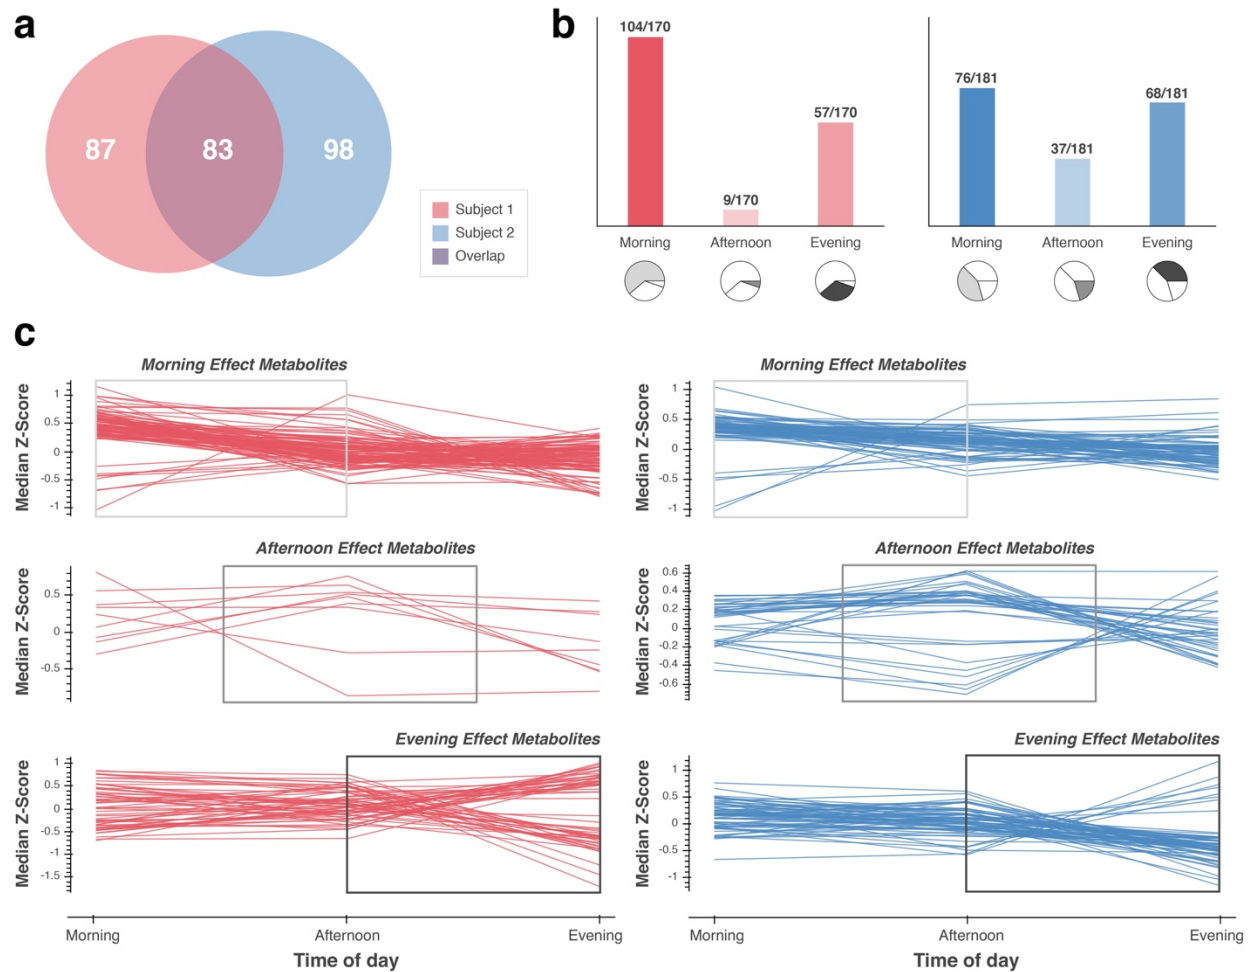 a
87
83
98
Subject 1
Subject 2
Overlap
b
104/170
9/170
57/170
Morning
Afternoon
Evening
76/181
37/181
68/181
Morning
Afternoon
Evening
c
Morning Effect Metabolites
Median Z-Score
1
0.5
0
-0.5
-1
Morning Effect Metabolites
Median Z-Score
1
0.5
0
-0.5
-1
Afternoon Effect Metabolites
Median Z-Score
0.5
0
-0.5
Afternoon Effect Metabolites
Median Z-Score
0.6
0.4
0.2
0
-0.2
-0.4
-0.6
Evening Effect Metabolites
Median Z-Score
1
0.5
0
-0.5
-1
-1.5
Evening Effect Metabolites
Median Z-Score
1
0.5
0
-0.5
-1
Morning
Afternoon
Evening
Time of day
Morning
Afternoon
Evening
Time of day